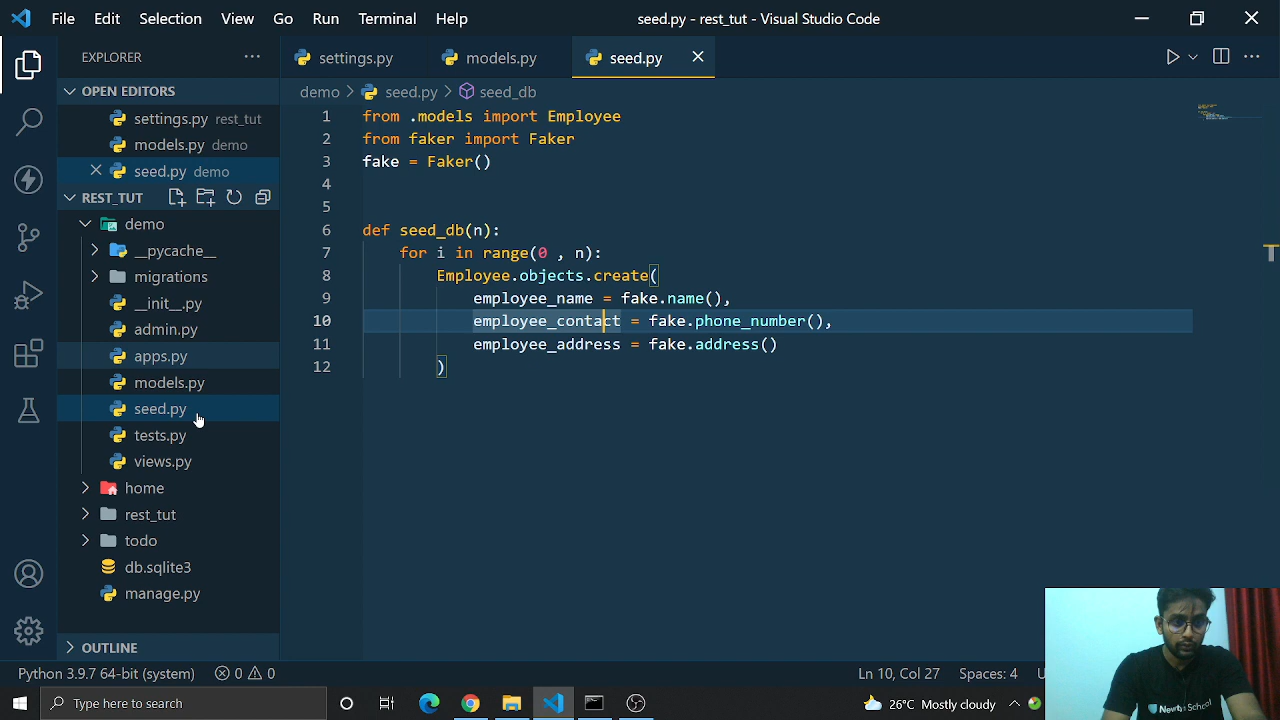 File Edit Selection View Go Run Terminal Help
seed.py - rest_tut - Visual Studio Code
EXPLORER
settings.py
models.py
seed.py
OPEN EDITORS
settings.py rest_tut
models.py demo
seed.py demo
REST_TUT
demo
__pycache__
migrations
__init__.py
admin.py
apps.py
models.py
seed.py
tests.py
views.py
home
rest_tut
todo
db.sqlite3
manage.py
OUTLINE
demo > seed.py > seed_db
1 from .models import Employee
2 from faker import Faker
3 fake = Faker()
4
5
6 def seed_db(n):
7 for i in range(0 , n):
8 Employee.objects.create(
9 employee_name = fake.name(),
10 employee_contact = fake.phone_number(),
11 employee_address = fake.address()
12 )
Python 3.9.7 64-bit (system) 0 0
Ln 10, Col 27 Spaces: 4
Type here to search
26°C Mostly cloudy
School